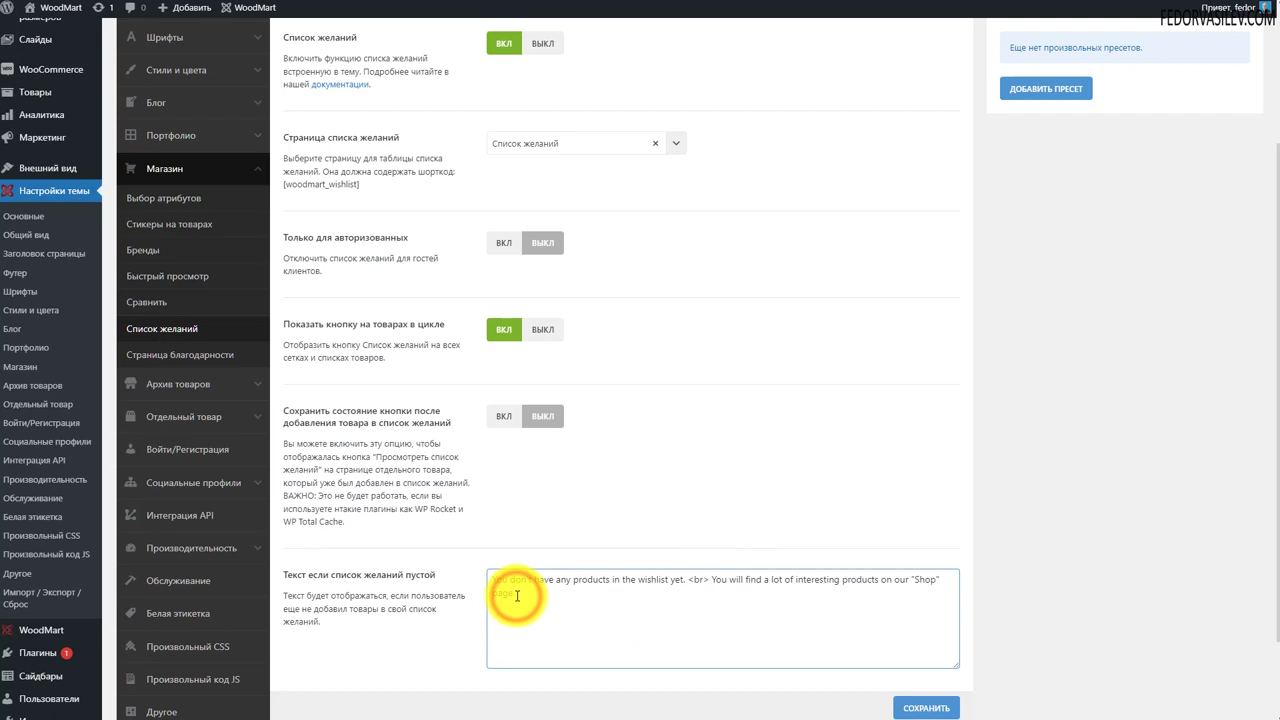 WoodMart
1
0
Добавить
WooCommerce
WoodMart
Привет, fedor
FEDORVASILEV.COM
размеров
Слайды
WooCommerce
Товары
Аналитика
Маркетинг
Внешний вид
Настройки темы
Основные
Общий вид
Заголовок страницы
Футер
Шрифты
Стили и цвета
Блог
Портфолио
Магазин
Архив товаров
Отдельный товар
Войти/Регистрация
Социальные профили
Интеграция API
Производительность
Обслуживание
Белая этикетка
Произвольный CSS
Произвольный код JS
Другое
Импорт / Экспорт /
Сброс
WoodMart
Плагины 1
Сайдбары
Пользователи
Шрифты
Стили и цвета
Блог
Портфолио
Магазин
Выбор атрибутов
Стикеры на товарах
Бренды
Быстрый просмотр
Сравнить
Список желаний
Страница благодарности
Архив товаров
Отдельный товар
Войти/Регистрация
Социальные профили
Интеграция API
Производительность
Обслуживание
Белая этикетка
Произвольный CSS
Произвольный код JS
Другое
Список желаний
Включить функцию списка желаний
встроенную в тему. Подробнее читайте в
нашей документации.
ВКЛ ВЫКЛ
Страница списка желаний
Выберите страницу для таблицы списка
желаний. Она должна содержать шорткод:
[woodmart_wishlist]
Список желаний ×
Только для авторизованных
Отключить список желаний для гостей
клиентов.
ВКЛ ВЫКЛ
Показать кнопку на товарах в цикле
Отобразить кнопку Список желаний на всех
сетках и списках товаров.
ВКЛ ВЫКЛ
Сохранить состояние кнопки после
добавления товара в список желаний
Вы можете включить эту опцию, чтобы
отображалась кнопка "Просмотреть список
желаний" на странице отдельного товара,
который уже был добавлен в список желаний.
ВАЖНО: Это не будет работать, если вы
используете нтакие плагины как WP Rocket и
WP Total Cache.
ВКЛ ВЫКЛ
Текст если список желаний пустой
Текст будет отображаться, если пользователь
еще не добавил товары в свой список
желаний.
You don't have any products in the wishlist yet. <br> You will find a lot of interesting products on our "Shop"
page.
СОХРАНИТЬ
Еще нет произвольных пресетов.
ДОБАВИТЬ ПРЕСЕТ